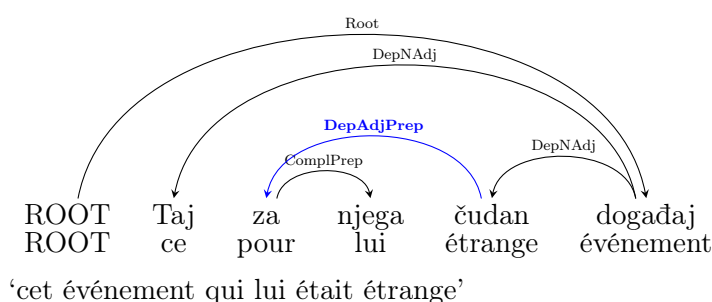 Root
DepNAdj
DepAdjPrep
DepNAdj
ComplPrep
ROOT Taj za njega čudan događaj
ROOT ce pour lui étrange événement
‘cet événement qui lui était étrange’